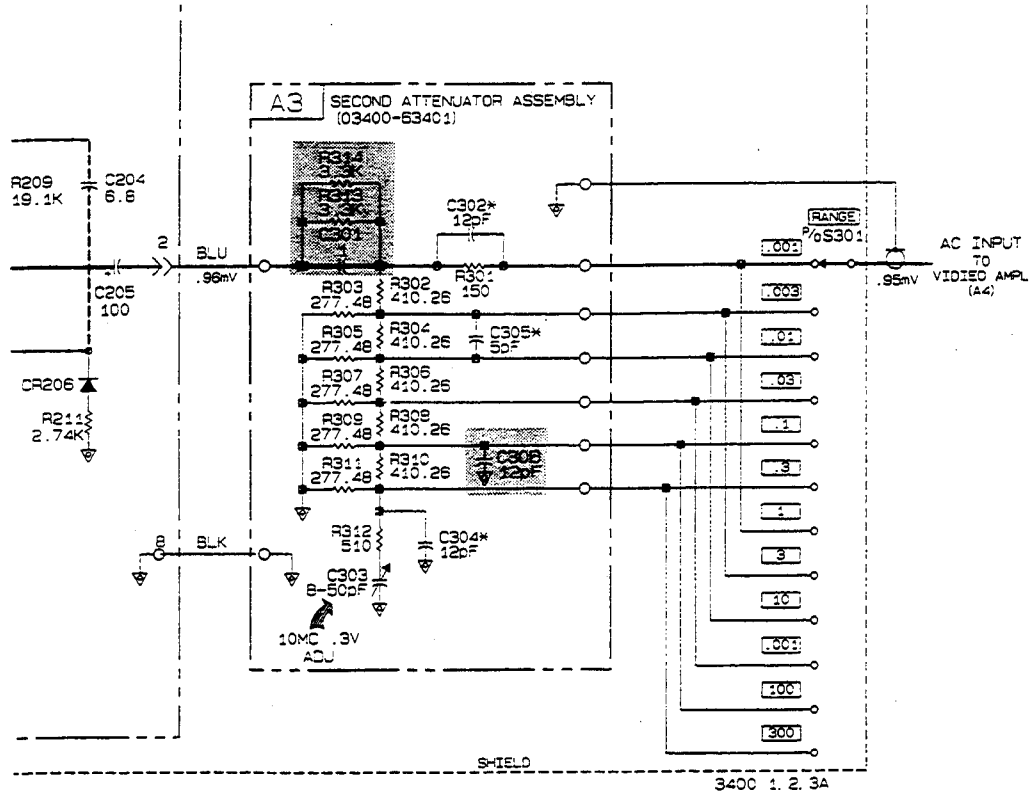 A3
SECOND ATTENUATOR ASSEMBLY
(03400-63401)
R314
3.3K
R313
3.3K
C301
R209
19.1K
C204
6.8
C302*
12pF
RANGE
P/oS301
2
BLU
.96mV
.001
AC INPUT
TO
VIDIEO AMPL
(A4)
.95mV
R301
150
C205
100
R303
277.48
R302
410.26
.003
R305
277.48
R304
410.26
C305*
5pF
.01
CR206
R307
277.48
R306
410.26
.03
R211
2.74K
R309
277.48
R308
410.26
.1
R311
277.48
R310
410.26
12pF
.3
R312
510
C304*
12pF
1
8
BLK
3
C303
8-50pF
10
10MC .3V
ADJ
.001
100
300
SHIELD
3400 1. 2. 3A